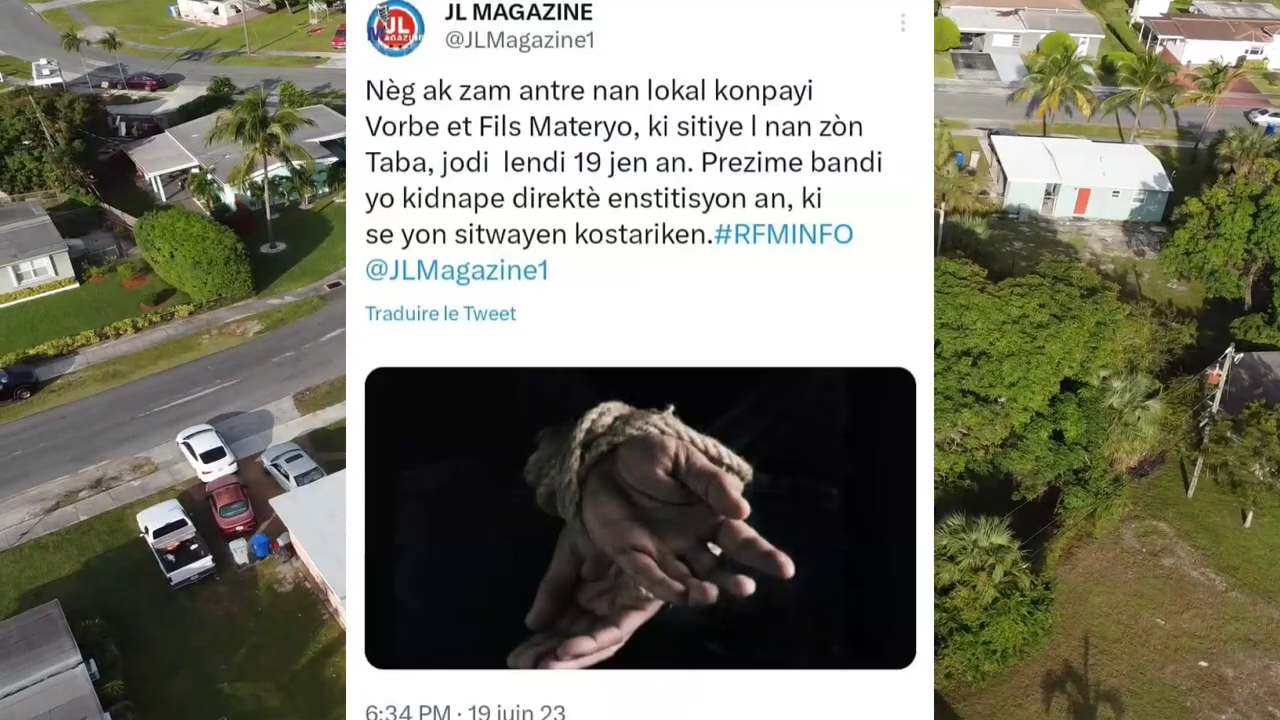 JL MAGAZINE
@JLMagazine1
JL
MAGAZINE
Nèg ak zam antre nan lokal konpayi
Vorbe et Fils Materyo, ki sitiye l nan zòn
Taba, jodi lendi 19 jen an. Prezime bandi
yo kidnape direktè enstitisyon an, ki
se yon sitwayen kostariken.#RFMINFO
@JLMagazine1
Traduire le Tweet
6:34 PM · 19 juin 23